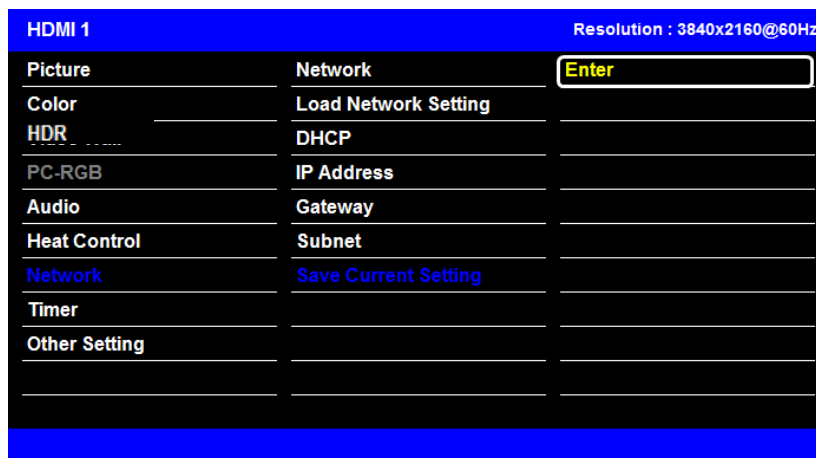 HDMI 1
Resolution : 3840x2160@60Hz
Picture
Network
Enter
Color
Load Network Setting
HDR
DHCP
PC-RGB
IP Address
Audio
Gateway
Heat Control
Subnet
Network
Save Current Setting
Timer
Other Setting